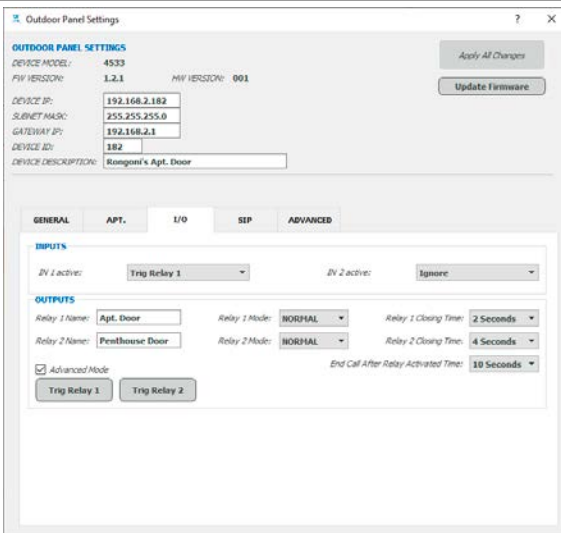 Outdoor Panel Settings ? X
OUTDOOR PANEL SETTINGS
DEVICE MODEL: 4533
FW VERSION: 1.2.1 HW VERSION: 001
Apply All Changes
Update Firmware
DEVICE IP: 192.168.2.182
SUBNET MASK: 255.255.255.0
GATEWAY IP: 192.168.2.1
DEVICE ID: 182
DEVICE DESCRIPTION: Rongoni's Apt. Door
GENERAL APT. I/O SIP ADVANCED
INPUTS
IN 1 active: Trig Relay 1 IN 2 active: Ignore
OUTPUTS
Relay 1 Name: Apt. Door Relay 1 Mode: NORMAL Relay 1 Closing Time: 2 Seconds
Relay 2 Name: Penthouse Door Relay 2 Mode: NORMAL Relay 2 Closing Time: 4 Seconds
Advanced Mode End Call After Relay Activated Time: 10 Seconds
Trig Relay 1 Trig Relay 2